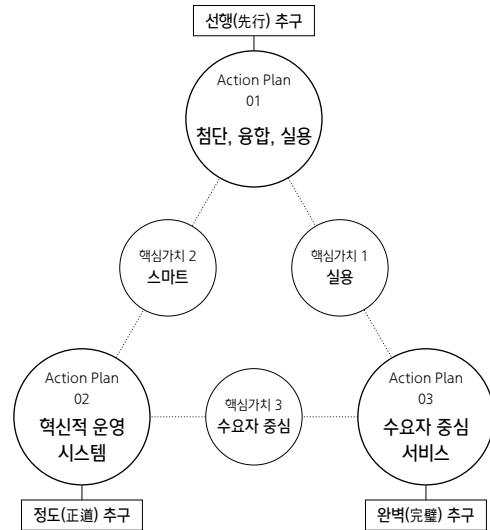 선행(先行) 추구
Action Plan
01
첨단, 융합, 실용
핵심가치 2
스마트
핵심가치 1
실용
Action Plan
02
혁신적 운영
시스템
핵심가치 3
수요자 중심
Action Plan
03
수요자 중심
서비스
정도(正道) 추구
완벽(完璧) 추구